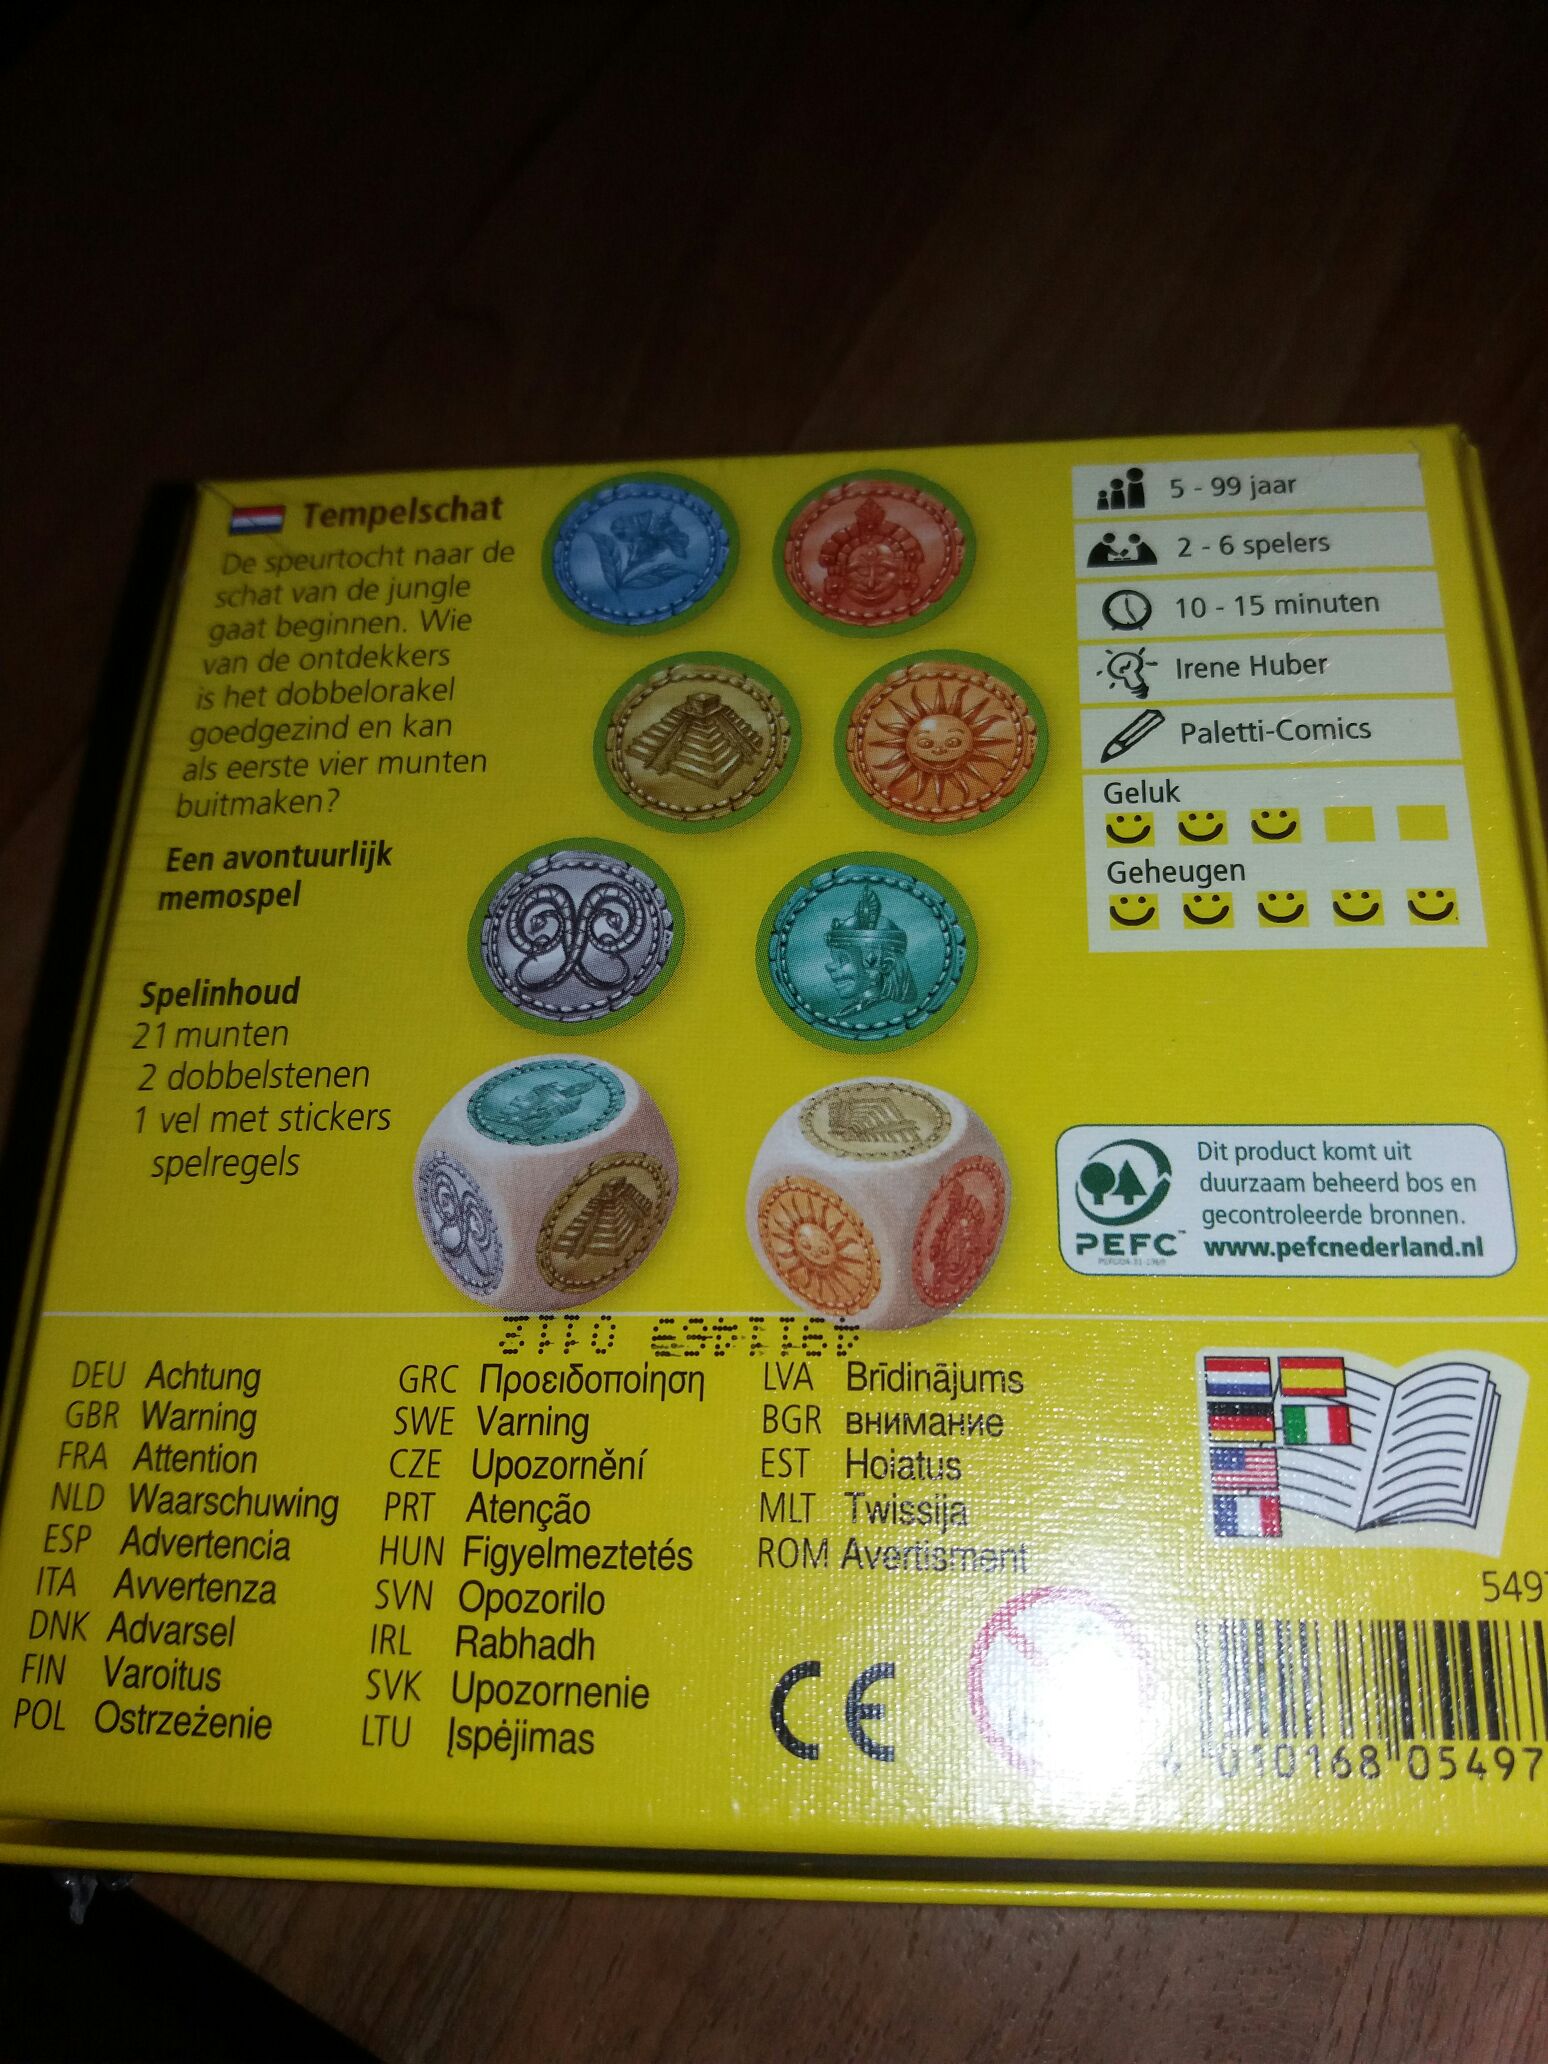 Tempelschat
De speurtocht naar de
schat van de jungle
gaat beginnen. Wie
van de ontdekkers
is het dobbelorakel
goedgezind en kan
als eerste vier munten
buitmaken?
Een avontuurlijk
memospel
Spelinhoud
21 munten
2 dobbelstenen
1 vel met stickers
spelregels
5 - 99 jaar
2 - 6 spelers
10 - 15 minuten
Irene Huber
Paletti-Comics
Geluk
Geheugen
PEFC™
Dit product komt uit
duurzaam beheerd bos en
gecontroleerde bronnen.
www.pefcnederland.nl
DEU Achtung
GBR Warning
FRA Attention
NLD Waarschuwing
ESP Advertencia
ITA Avvertenza
DNK Advarsel
FIN Varoitus
POL Ostrzeżenie
GRC Προειδοποίηση
SWE Varning
CZE Upozornění
PRT Atenção
HUN Figyelmeztetés
SVN Opozorilo
IRL Rabhadh
SVK Upozornenie
LTU Įspėjimas
LVA Brīdinājums
BGR внимание
EST Hoiatus
MLT Twissija
ROM Avertisment
CE
549
4 010168 05497